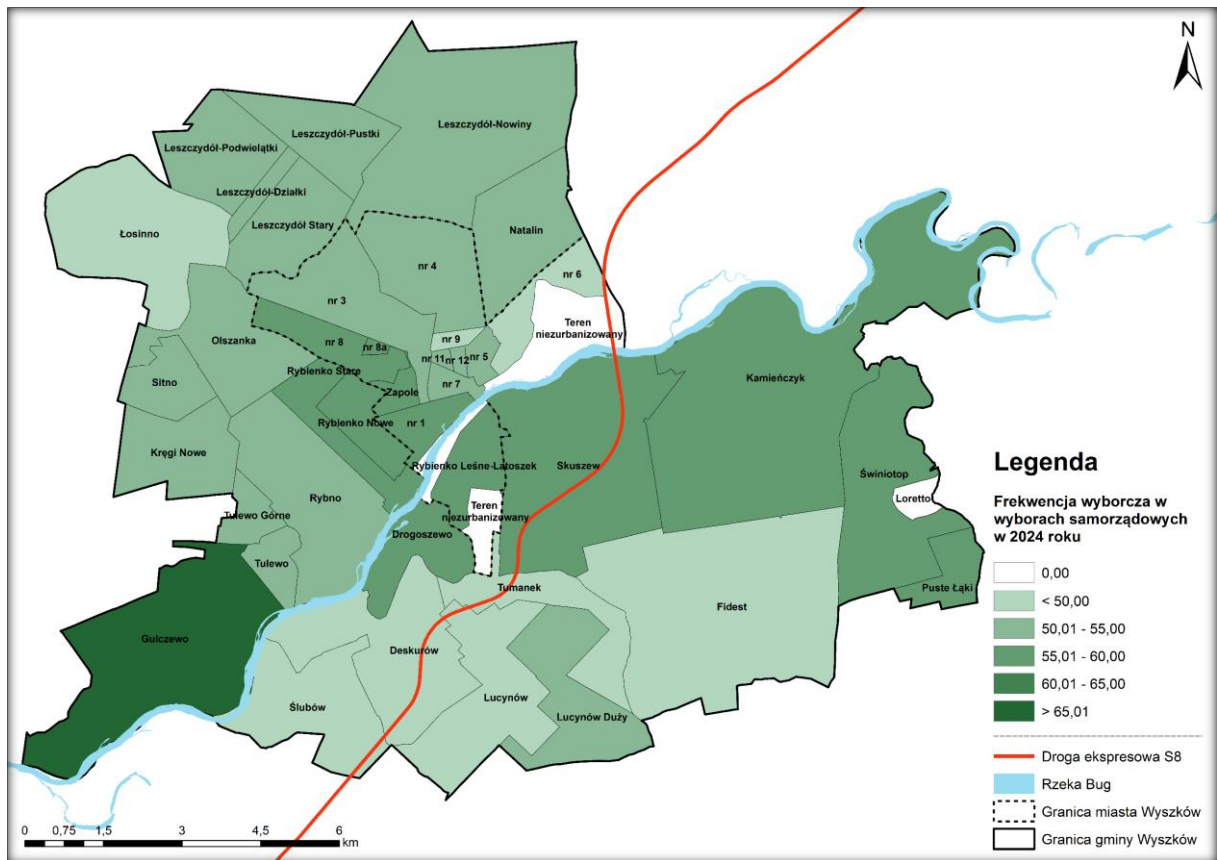 N
Leszczydół-Nowiny
Leszczydół-Pustki
Leszczydół-Podwielątki
Leszczydół-Działki
Leszczydół Stary
Łosinno
Natalin
nr 4
nr 6
nr 3
Teren
niezurbanizowany
Olszanka
nr 8
nr 8a
nr 9
nr 11
nr 12
nr 5
Rybienko Stare
Zapole
nr 7
Sitno
Kamieńczyk
Rybienko Nowe
nr 1
Kręgi Nowe
Rybienko Leśne-Latoszek
Skuszew
Świniotop
Loretto
Rybno
Teren
niezurbanizowany
Tulewo Górne
Drogoszewo
Tulewo
Tumanek
Puste Łąki
Fidest
Gulczewo
Deskurów
Ślubów
Lucynów
Lucynów Duży
Legenda
Frekwencja wyborcza w
wyborach samorządowych
w 2024 roku
0,00
< 50,00
50,01 - 55,00
55,01 - 60,00
60,01 - 65,00
> 65,01
Droga ekspresowa S8
Rzeka Bug
Granica miasta Wyszków
Granica gminy Wyszków
0 0,75 1,5 3 4,5 6
km